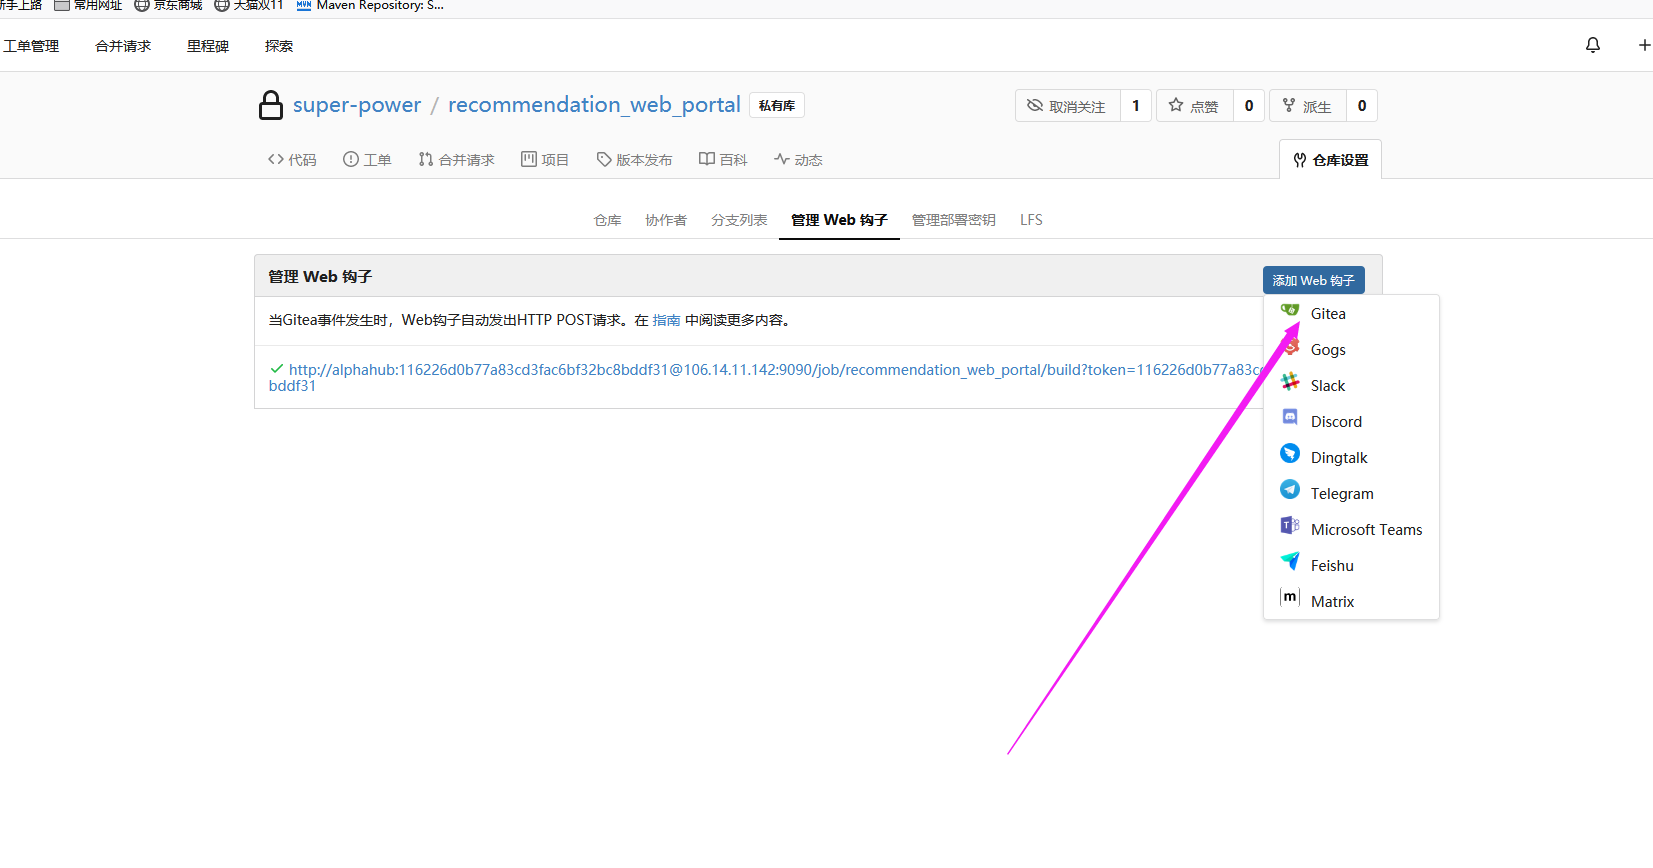 新手上路 常用网址 京东商城 天猫双11 Maven Repository: S...
工单管理 合并请求 里程碑 探索
super-power / recommendation_web_portal 私有库 取消关注 1 点赞 0 派生 0
代码 工单 合并请求 项目 版本发布 百科 动态 仓库设置
仓库 协作者 分支列表 管理 Web 钩子 管理部署密钥 LFS
管理 Web 钩子 添加 Web 钩子
当Gitea事件发生时，Web钩子自动发出HTTP POST请求。在 指南 中阅读更多内容。
http://alphahub:116226d0b77a83cd3fac6bf32bc8bddf31@106.14.11.142:9090/job/recommendation_web_portal/build?token=116226d0b77a83c
bddf31
Gitea
Gogs
Slack
Discord
Dingtalk
Telegram
Microsoft Teams
Feishu
Matrix